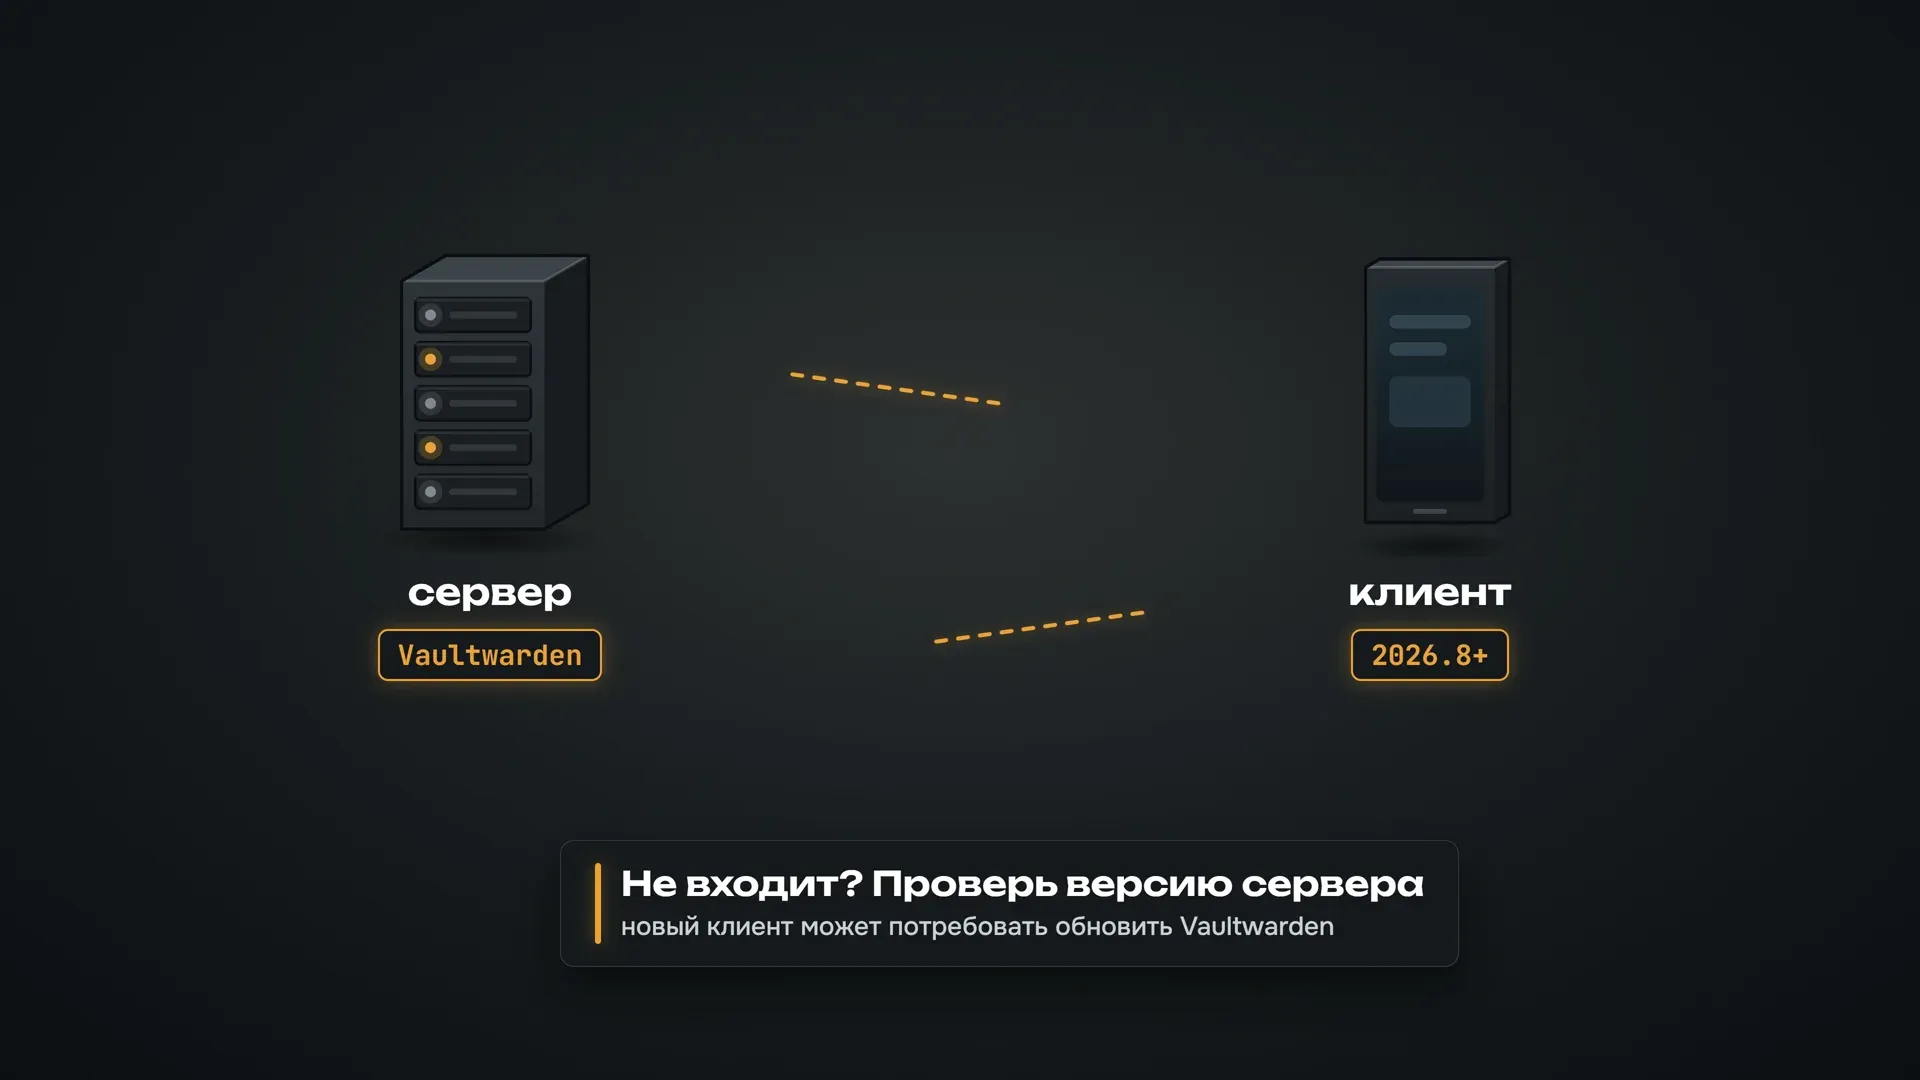 сервер
Vaultwarden
клиент
2026.8+
Не входит? Проверь версию сервера
новый клиент может потребовать обновить Vaultwarden